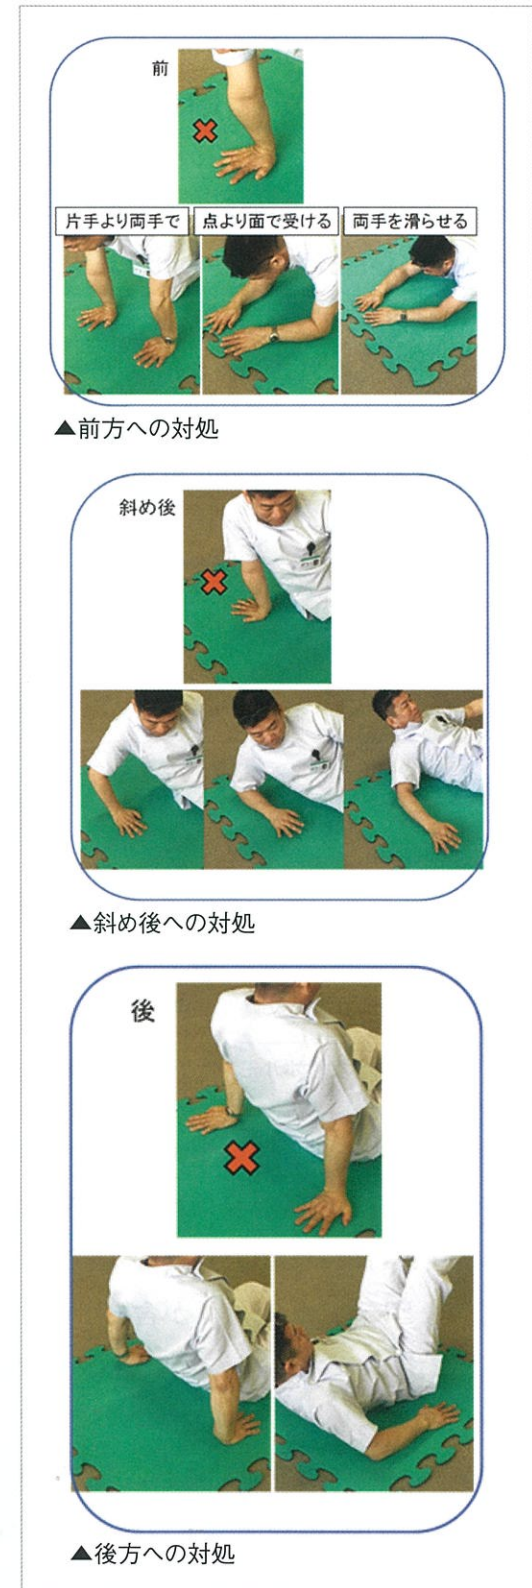 前
片手より両手で
点より面で受ける
両手を滑らせる
▲前方への対処
斜め後
▲斜め後への対処
後
▲後方への対処